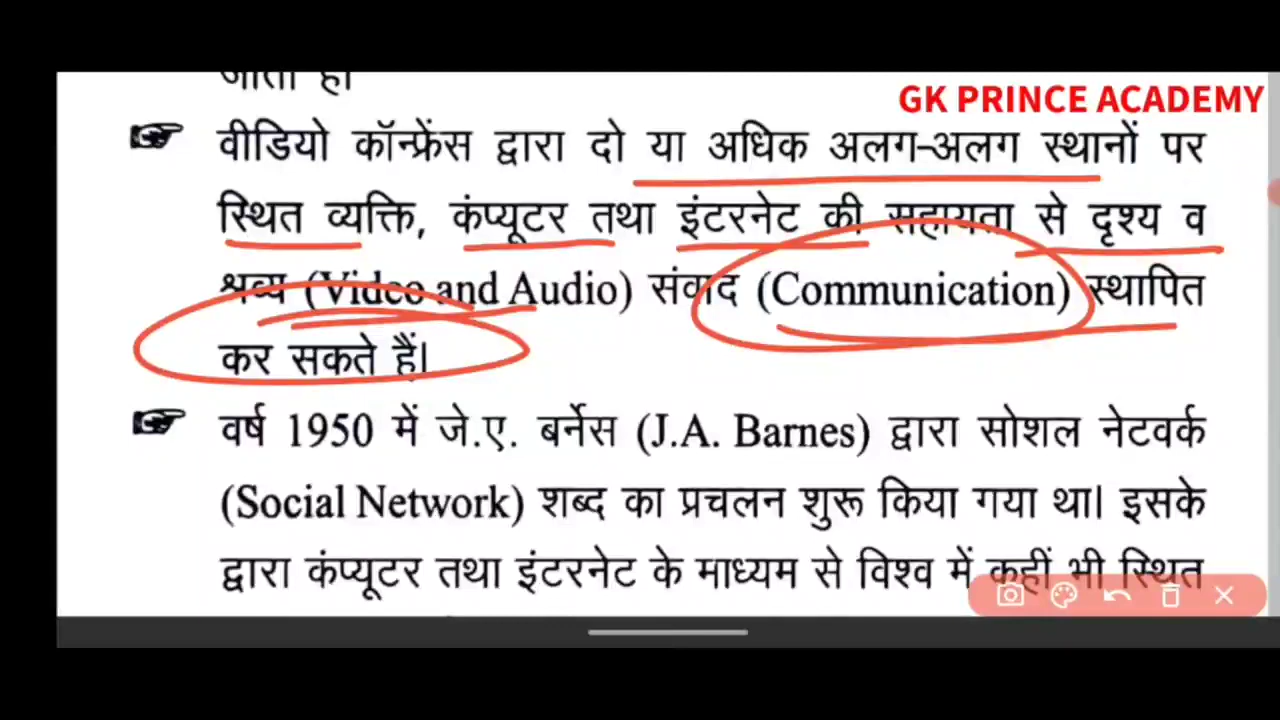 जाता है।
GK PRINCE ACADEMY
वीडियो कॉन्फ्रेंस द्वारा दो या अधिक अलग-अलग स्थानों पर
स्थित व्यक्ति, कंप्यूटर तथा इंटरनेट की सहायता से दृश्य व
श्रव्य (Video and Audio) संवाद (Communication) स्थापित
कर सकते हैं।
वर्ष 1950 में जे.ए. बर्नेस (J.A. Barnes) द्वारा सोशल नेटवर्क
(Social Network) शब्द का प्रचलन शुरू किया गया था। इसके
द्वारा कंप्यूटर तथा इंटरनेट के माध्यम से विश्व में कहीं भी स्थित